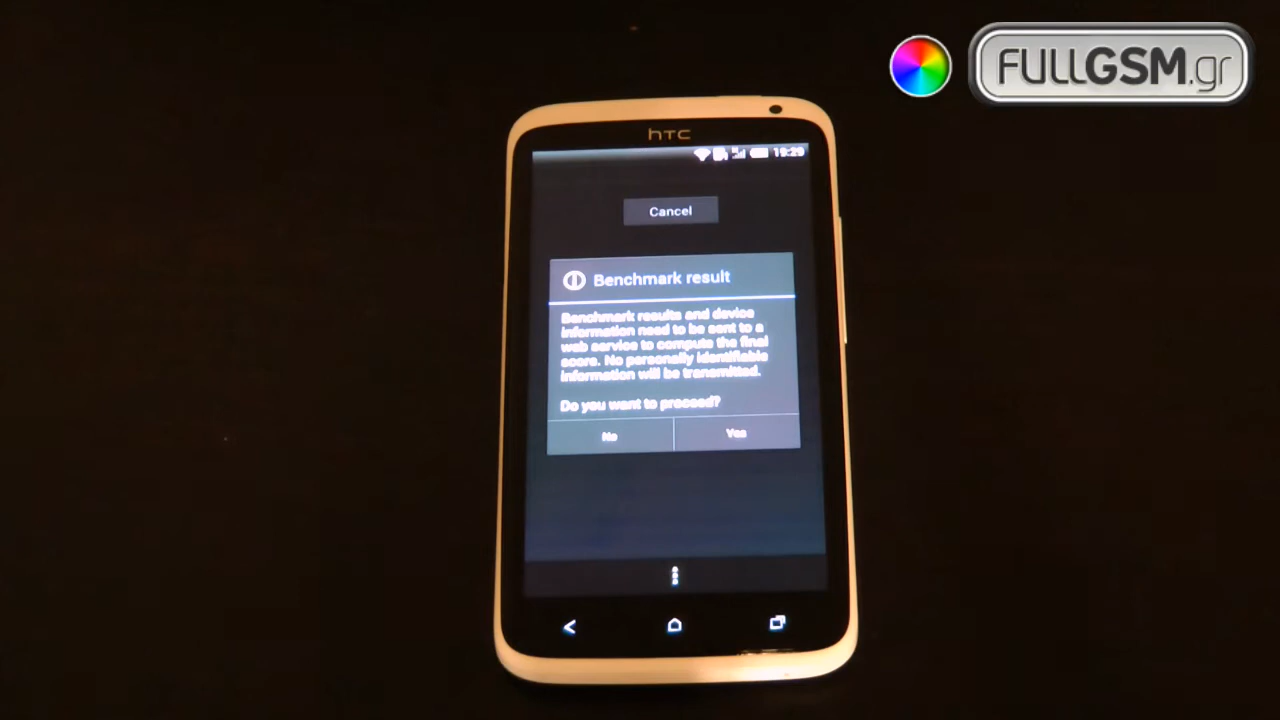 FULLGSM.gr
hTC
19:29
Cancel
Benchmark result
Benchmark results and device
information need to be sent to a
web service to compute the final
score. No personally identifiable
information will be transmitted.
Do you want to proceed?
No
Yes